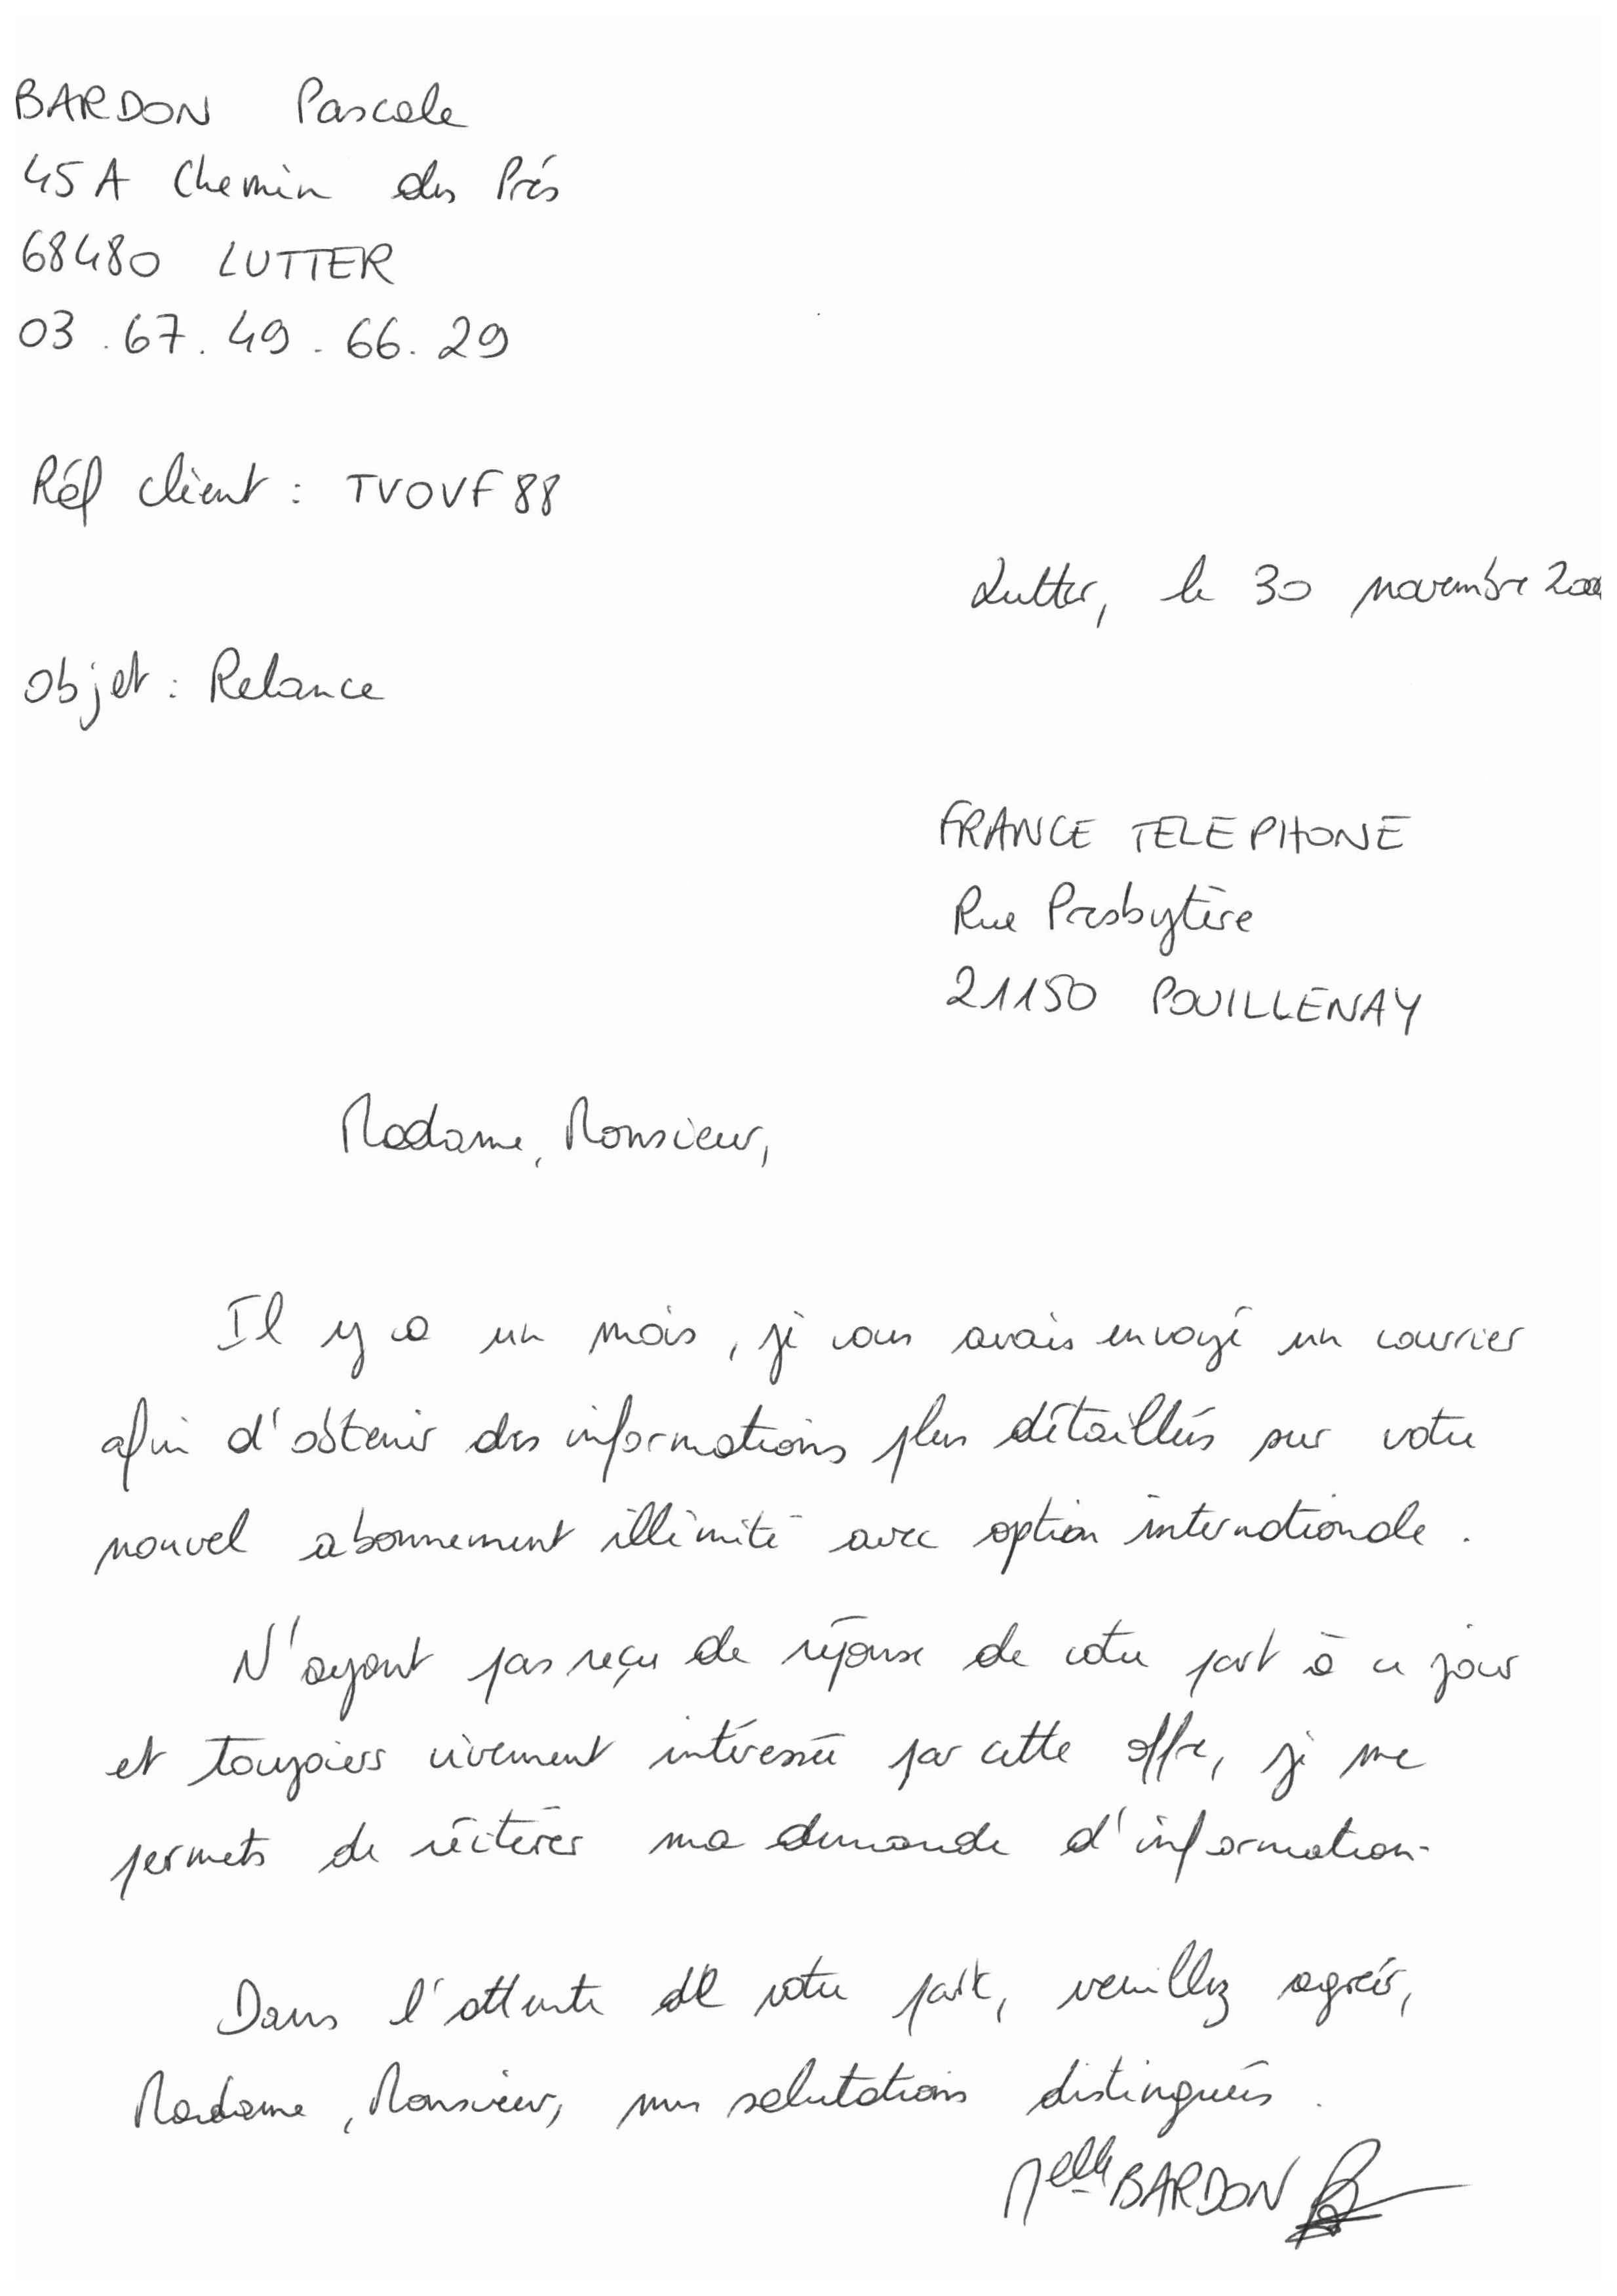 BARDON Pascale
45 A Chemin des Prés
68480 LUTTER
03.67.49.66.29
Réf client : TVOVF88
Lutter, le 30 novembre
Objet : Relance
FRANCE TELEPHONE
Rue Presbytère
21150 POUILLENAY
Madame, Monsieur,
Il y a un mois, je vous avais envoyé un courrier
afin d'obtenir des informations plus détaillées sur votre
nouvel abonnement illimité avec option internationale.
N'ayant pas reçu de réponse de votre part à ce jour
et toujours vivement intéressée par cette offre, je me
permets de réitérer ma demande d'information.
Dans l'attente de votre part, veuillez agréer,
Madame, Monsieur, mes salutations distinguées.
Melle BARDON